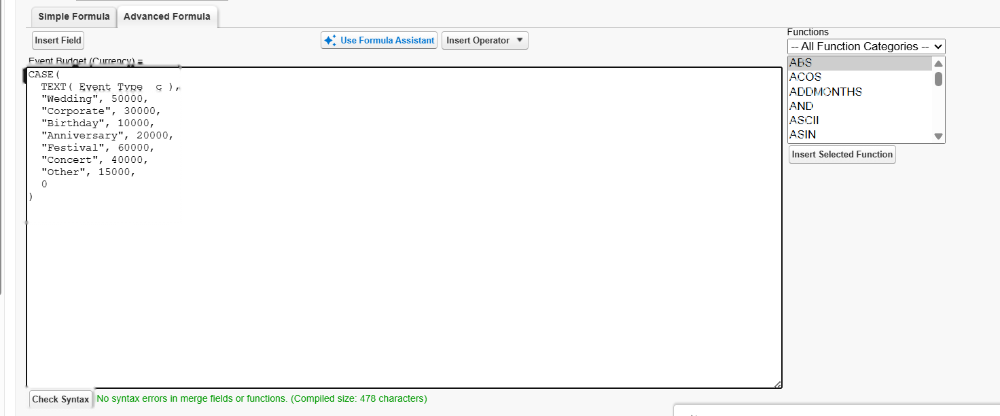 Simple Formula
Advanced Formula
Insert Field
Use Formula Assistant
Insert Operator
Functions
-- All Function Categories --
Event Budget (Currency) =
ABS
ACOS
ADDMONTHS
AND
ASCII
ASIN
Insert Selected Function
CASE(
TEXT( Event_Type__c ),
"Wedding", 50000,
"Corporate", 30000,
"Birthday", 10000,
"Anniversary", 20000,
"Festival", 60000,
"Concert", 40000,
"Other", 15000,
0
)
Check Syntax
No syntax errors in merge fields or functions. (Compiled size: 478 characters)